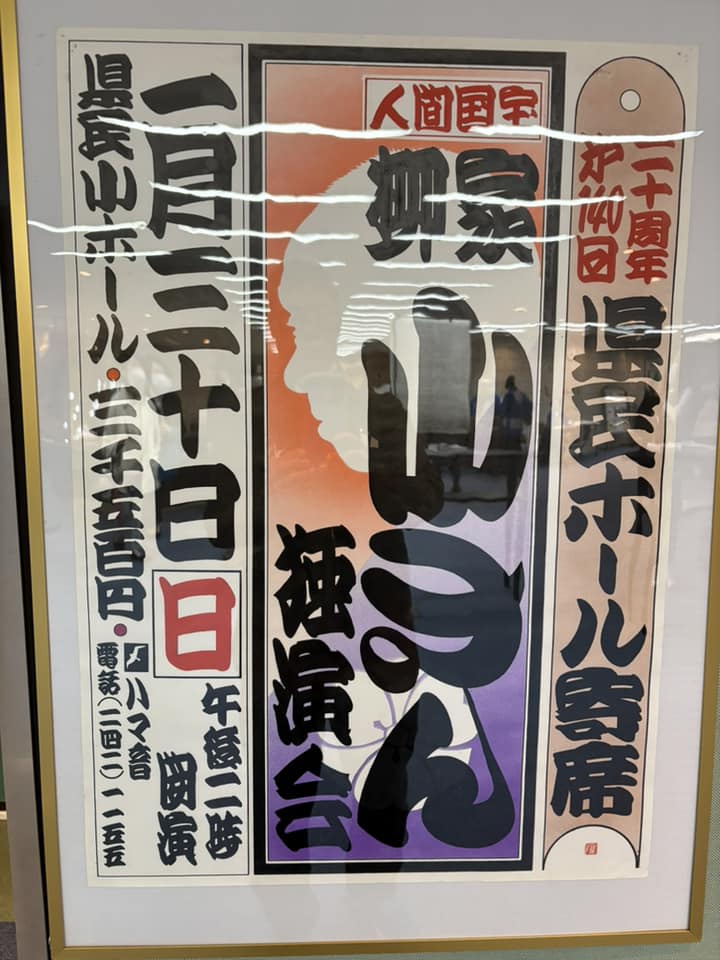 二十周年
第140回
県民ホール寄席
人間国宝
柳家
小さん
独演会
一月三十日 日
午後二時
開演
県民小ホール・三千五百円・
ハマ音
電話(二四二)一一五五